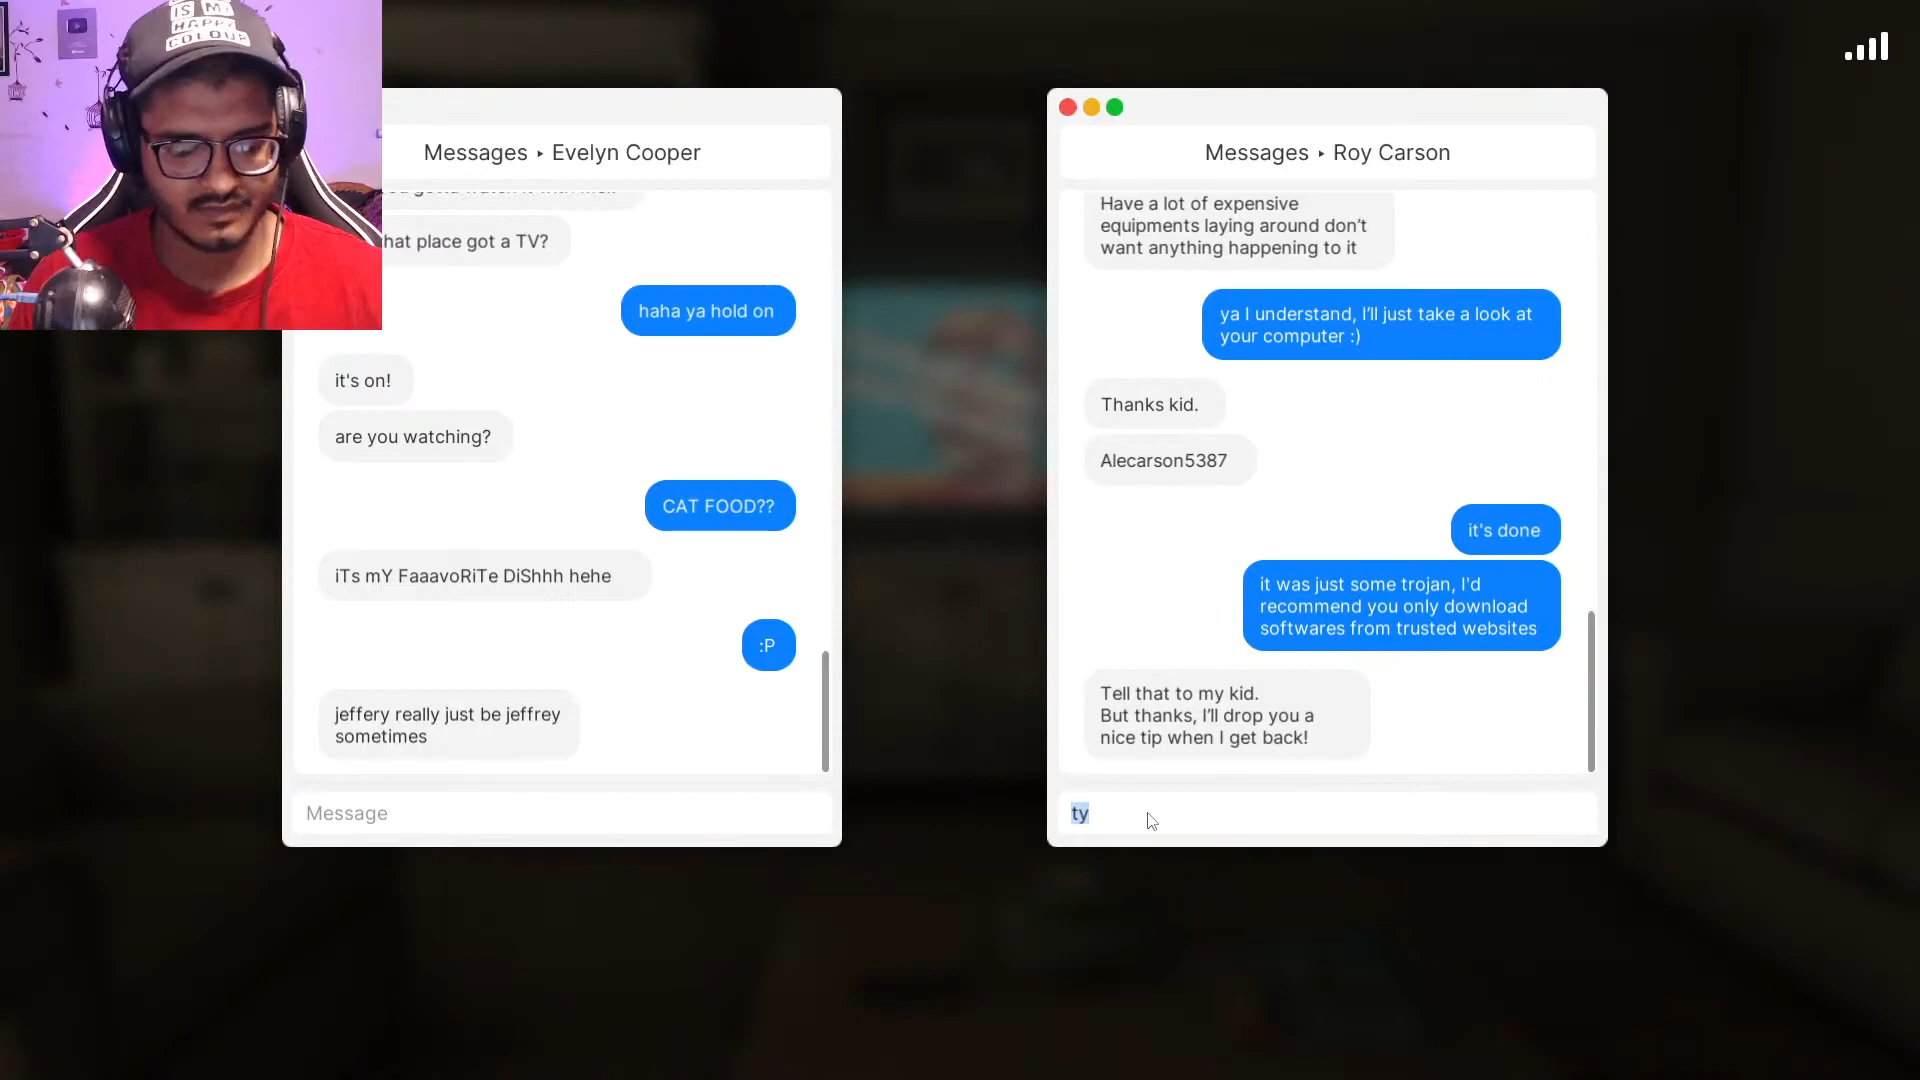 IS MY
HAPPY
COLOUR
Messages ‣ Evelyn Cooper
hat place got a TV?
haha ya hold on
it's on!
are you watching?
CAT FOOD??
iTs mY FaaavoRiTe DiShhh hehe
:P
jeffery really just be jeffrey
sometimes
Message
Messages ‣ Roy Carson
Have a lot of expensive
equipments laying around don't
want anything happening to it
ya I understand, I'll just take a look at
your computer :)
Thanks kid.
Alecarson5387
it's done
it was just some trojan, I'd
recommend you only download
softwares from trusted websites
Tell that to my kid.
But thanks, I'll drop you a
nice tip when I get back!
ty